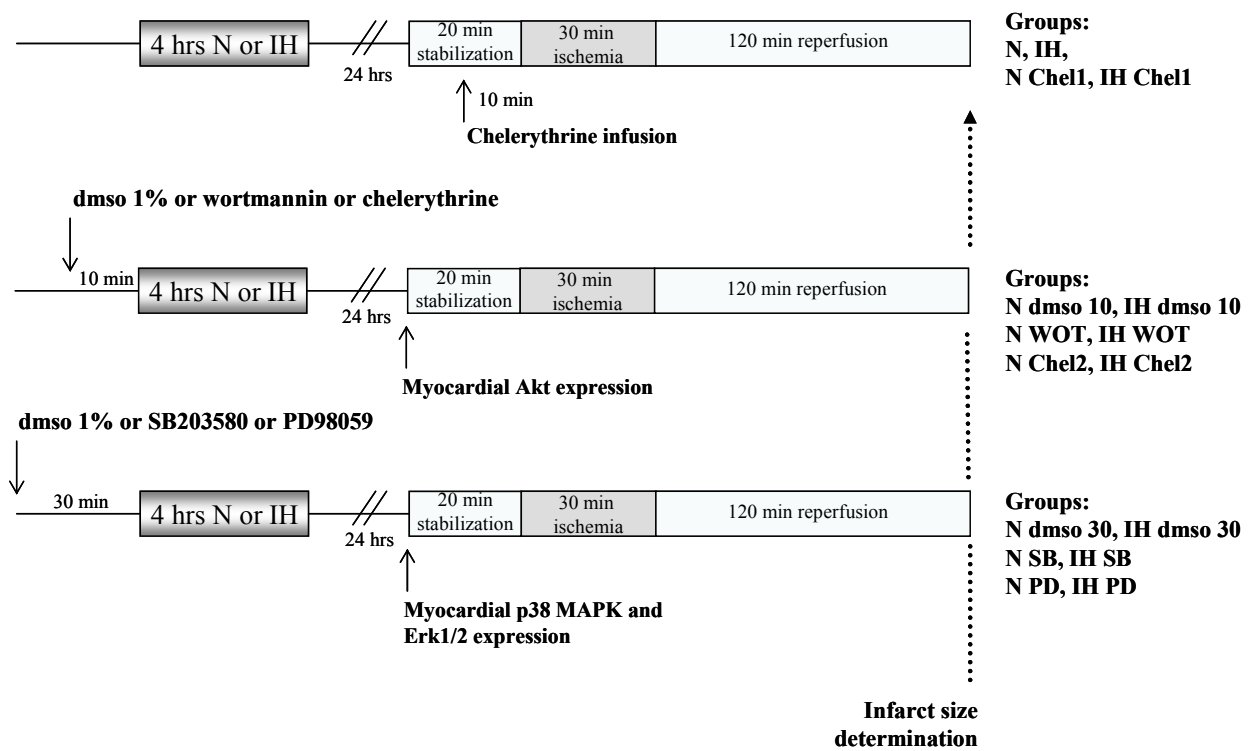 4 hrs N or IH
24 hrs
20 min
stabilization
30 min
ischemia
120 min reperfusion
10 min
Chelerythrine infusion
Groups:
N, IH,
N Chel1, IH Chel1
dmso 1% or wortmannin or chelerythrine
10 min
4 hrs N or IH
24 hrs
20 min
stabilization
30 min
ischemia
120 min reperfusion
Myocardial Akt expression
Groups:
N dmso 10, IH dmso 10
N WOT, IH WOT
N Chel2, IH Chel2
dmso 1% or SB203580 or PD98059
30 min
4 hrs N or IH
24 hrs
20 min
stabilization
30 min
ischemia
120 min reperfusion
Myocardial p38 MAPK and
Erk1/2 expression
Groups:
N dmso 30, IH dmso 30
N SB, IH SB
N PD, IH PD
Infarct size
determination